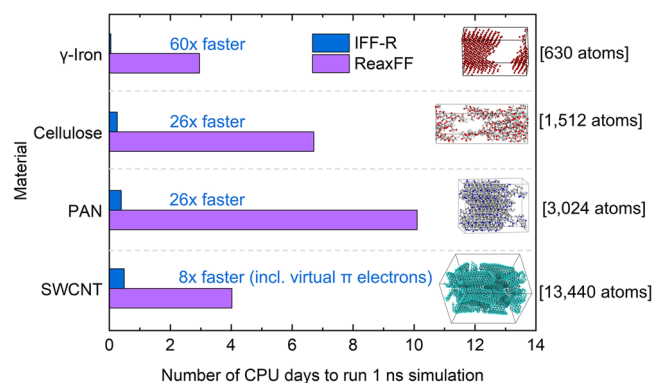 γ-Iron
60x faster
IFF-R
ReaxFF
[630 atoms]
Cellulose
26x faster
[1,512 atoms]
Material
PAN
26x faster
[3,024 atoms]
SWCNT
8x faster (incl. virtual π electrons)
[13,440 atoms]
0 2 4 6 8 10 12 14
Number of CPU days to run 1 ns simulation